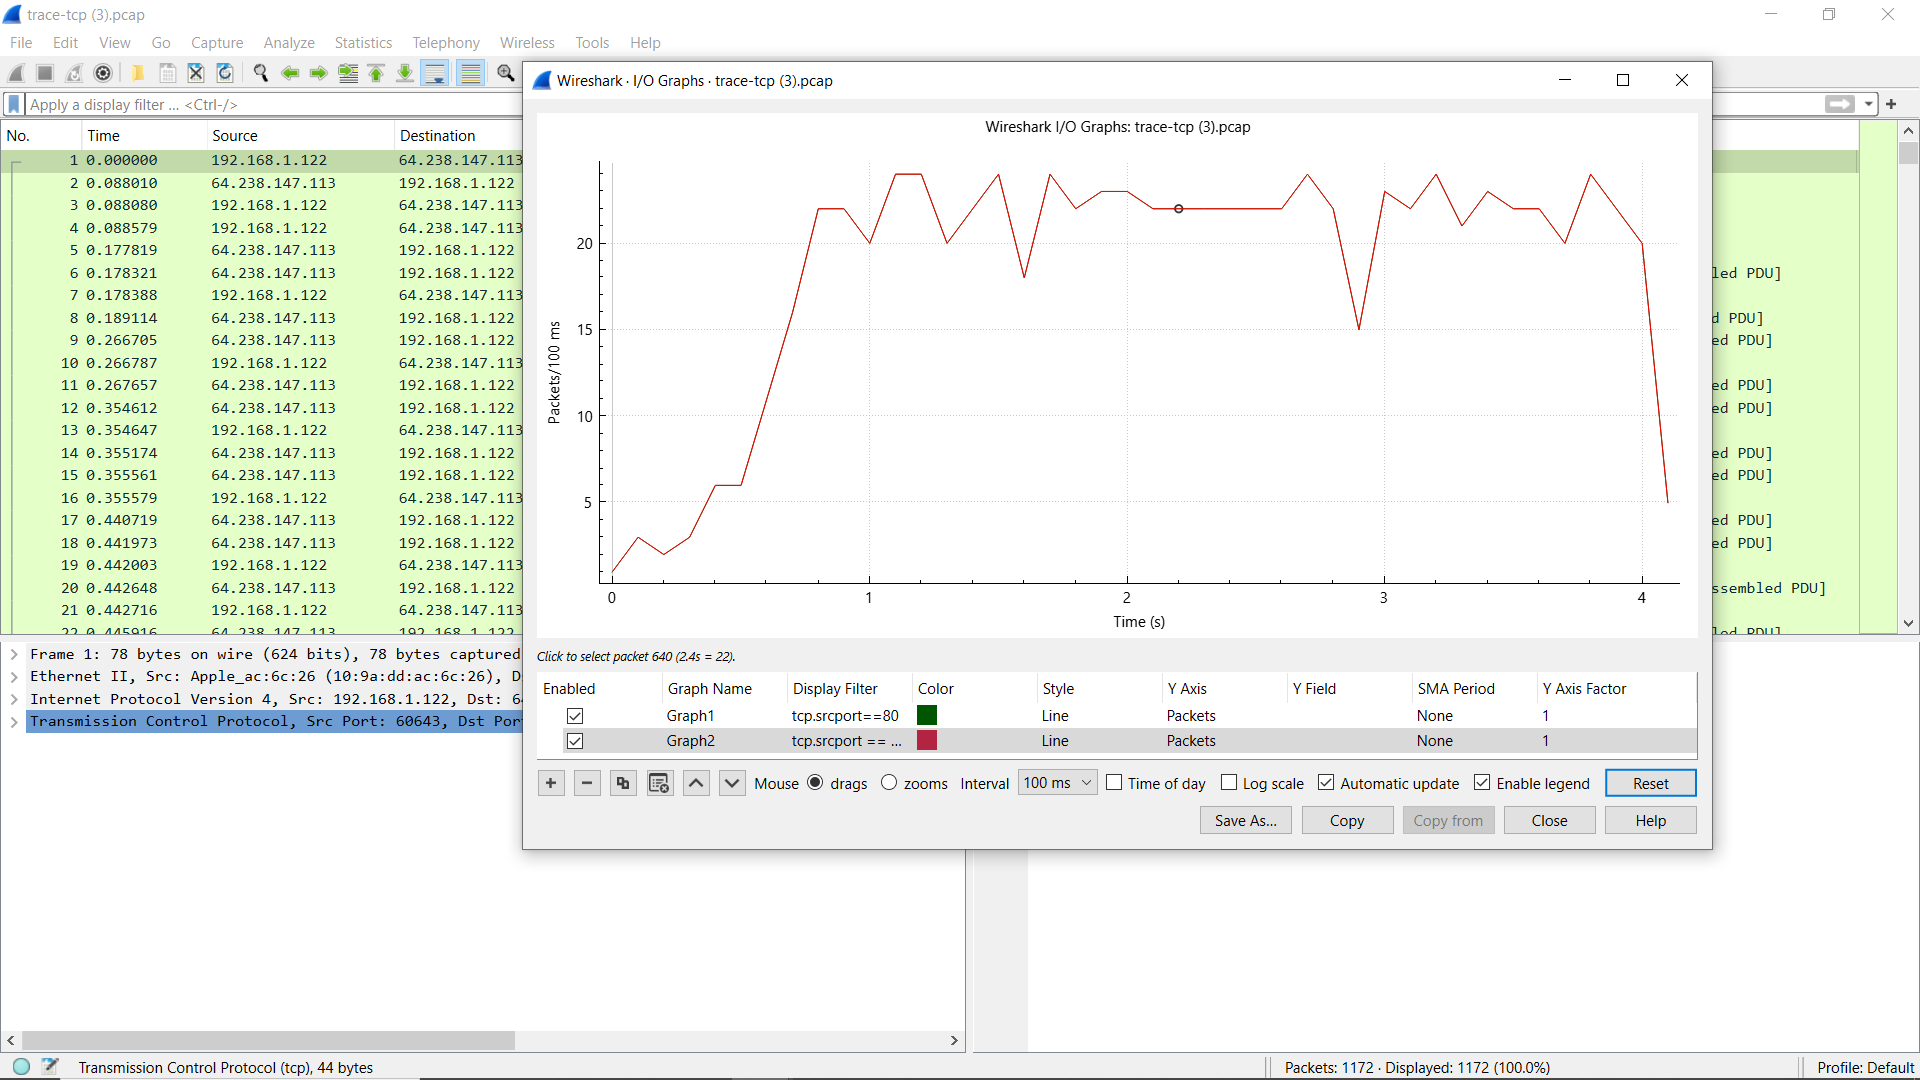 trace-tcp (3).pcap
File Edit View Go Capture Analyze Statistics Telephony Wireless Tools Help
Apply a display filter ... <Ctrl-/>
No. Time Source Destination
1 0.000000 192.168.1.122 64.238.147.113
2 0.088010 64.238.147.113 192.168.1.122
3 0.088080 192.168.1.122 64.238.147.113
4 0.088579 192.168.1.122 64.238.147.113
5 0.177819 64.238.147.113 192.168.1.122
6 0.178321 64.238.147.113 192.168.1.122 led PDU]
7 0.178388 192.168.1.122 64.238.147.113
8 0.189114 64.238.147.113 192.168.1.122 d PDU]
9 0.266705 64.238.147.113 192.168.1.122 ed PDU]
10 0.266787 192.168.1.122 64.238.147.113
11 0.267657 64.238.147.113 192.168.1.122 ed PDU]
12 0.354612 64.238.147.113 192.168.1.122 ed PDU]
13 0.354647 192.168.1.122 64.238.147.113
14 0.355174 64.238.147.113 192.168.1.122 ed PDU]
15 0.355561 64.238.147.113 192.168.1.122 ed PDU]
16 0.355579 192.168.1.122 64.238.147.113
17 0.440719 64.238.147.113 192.168.1.122 ed PDU]
18 0.441973 64.238.147.113 192.168.1.122 ed PDU]
19 0.442003 192.168.1.122 64.238.147.113
20 0.442648 64.238.147.113 192.168.1.122 ssembled PDU]
21 0.442716 192.168.1.122 64.238.147.113
22 0.445916 64.238.147.113 192.168.1.122 led PDU]
Frame 1: 78 bytes on wire (624 bits), 78 bytes captured
Ethernet II, Src: Apple_ac:6c:26 (10:9a:dd:ac:6c:26), D
Internet Protocol Version 4, Src: 192.168.1.122, Dst: 64
Transmission Control Protocol, Src Port: 60643, Dst Por
Wireshark · I/O Graphs · trace-tcp (3).pcap
Wireshark I/O Graphs: trace-tcp (3).pcap
Packets/100 ms
20
15
10
5
0 1 2 3 4
Time (s)
Click to select packet 640 (2.4s = 22).
Enabled Graph Name Display Filter Color Style Y Axis Y Field SMA Period Y Axis Factor
Graph1 tcp.srcport==80 Line Packets None 1
Graph2 tcp.srcport == ... Line Packets None 1
Mouse drags zooms Interval 100 ms Time of day Log scale Automatic update Enable legend Reset
Save As... Copy Copy from Close Help
Transmission Control Protocol (tcp), 44 bytes
Packets: 1172 · Displayed: 1172 (100.0%)
Profile: Default